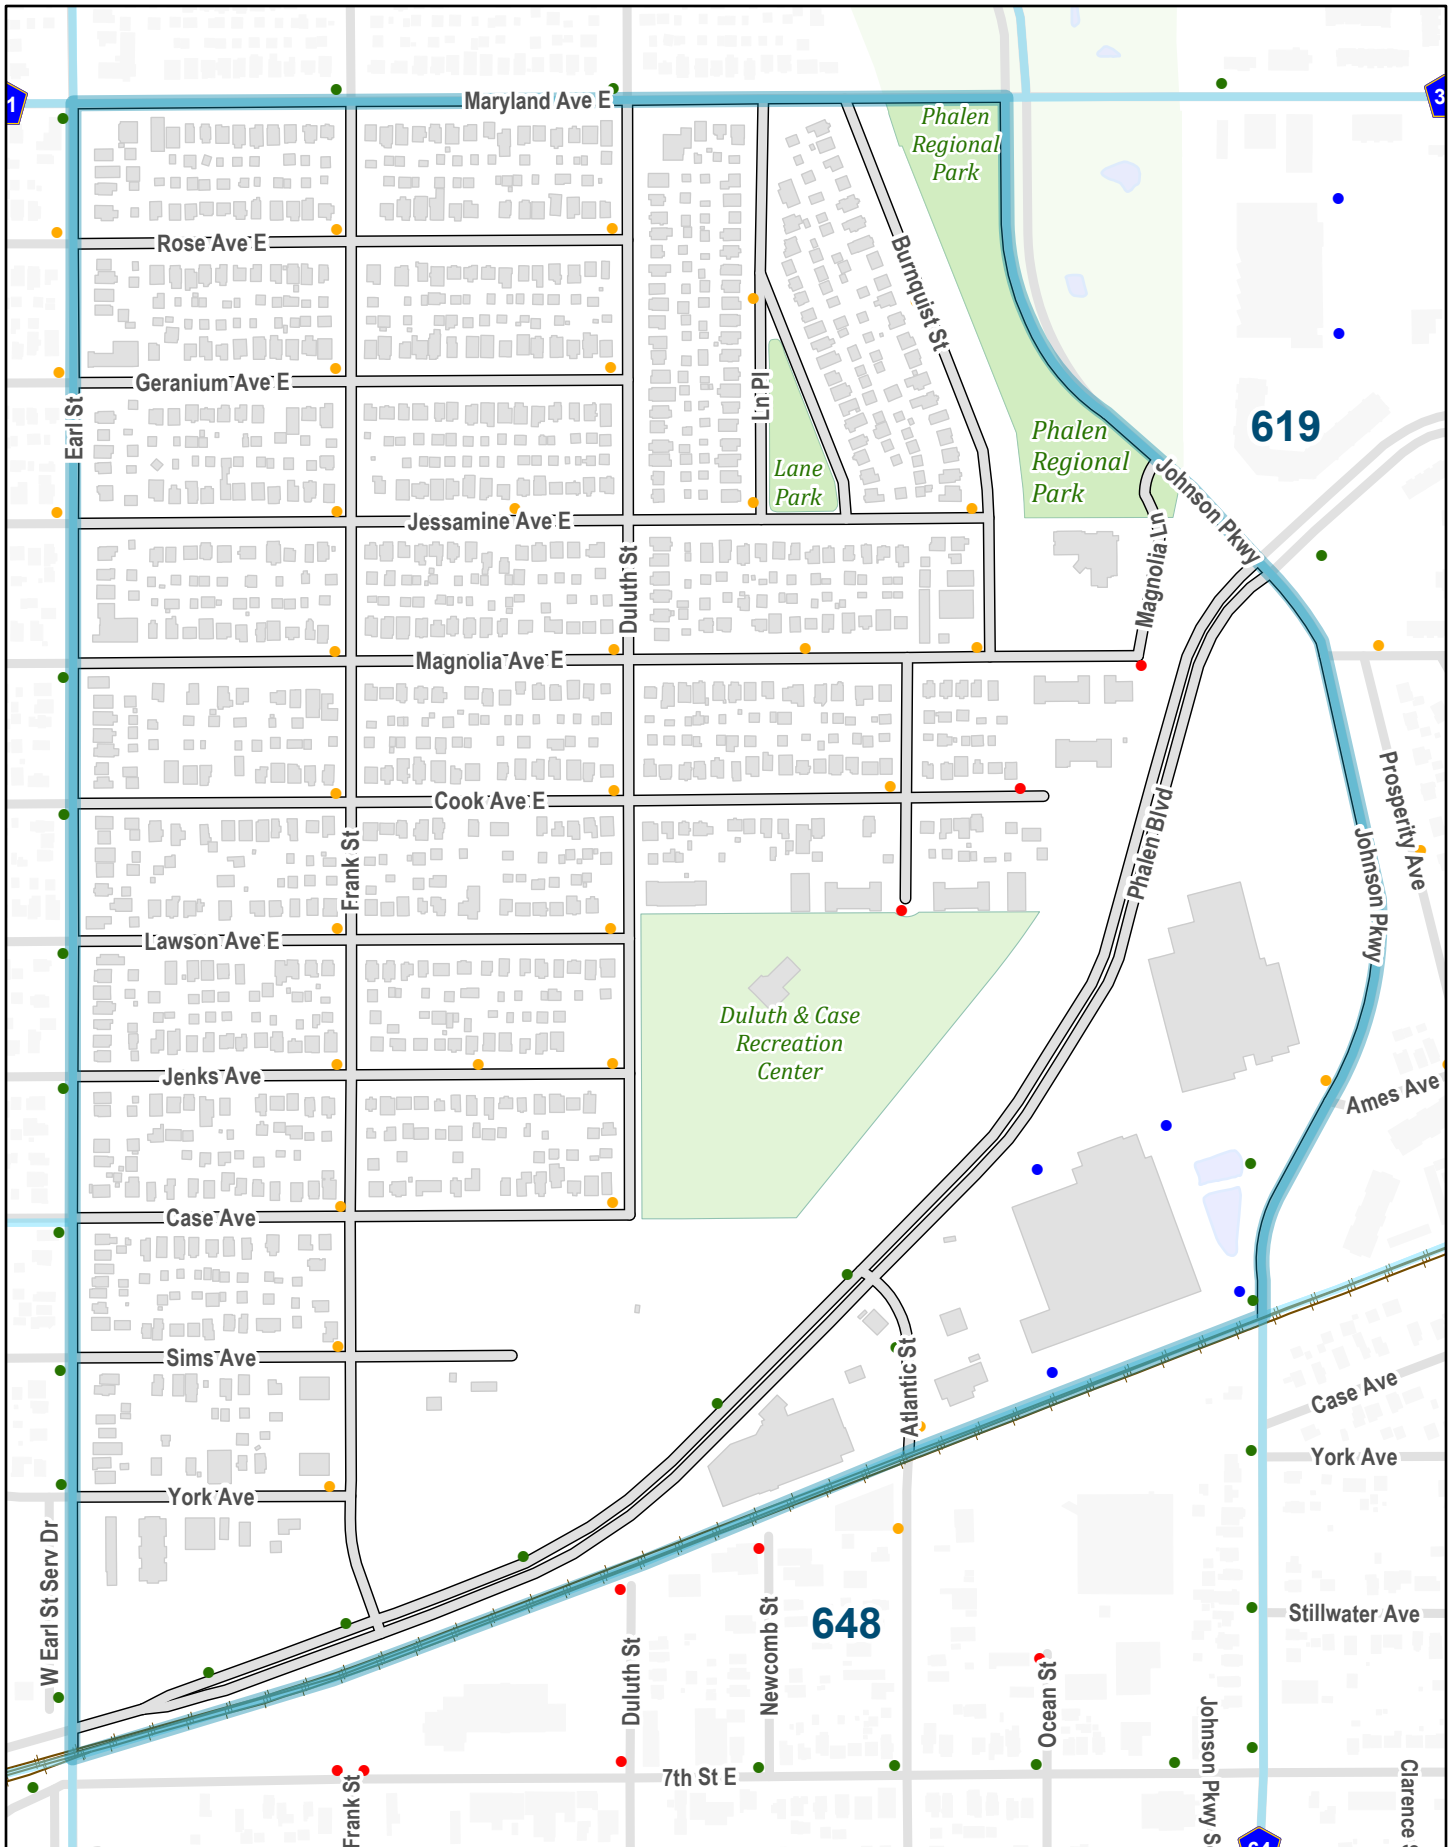 1
3
Maryland Ave E
Phalen
Regional
Park
Rose Ave E
Burnquist St
Geranium Ave E
Ln Pl
Earl St
619
Phalen
Regional
Park
Lane
Park
Johnson Pkwy
Jessamine Ave E
Magnolia Ln
Duluth St
Magnolia Ave E
Prosperity Ave
Cook Ave E
Phalen Blvd
Frank St
Johnson Pkwy
Lawson Ave E
Duluth & Case
Recreation
Center
Jenks Ave
Ames Ave
Case Ave
Sims Ave
Atlantic St
Case Ave
York Ave
York Ave
W Earl St Serv Dr
648
Stillwater Ave
Duluth St
Newcomb St
Ocean St
Johnson Pkwy S
7th St E
Frank St
Clarence S
64